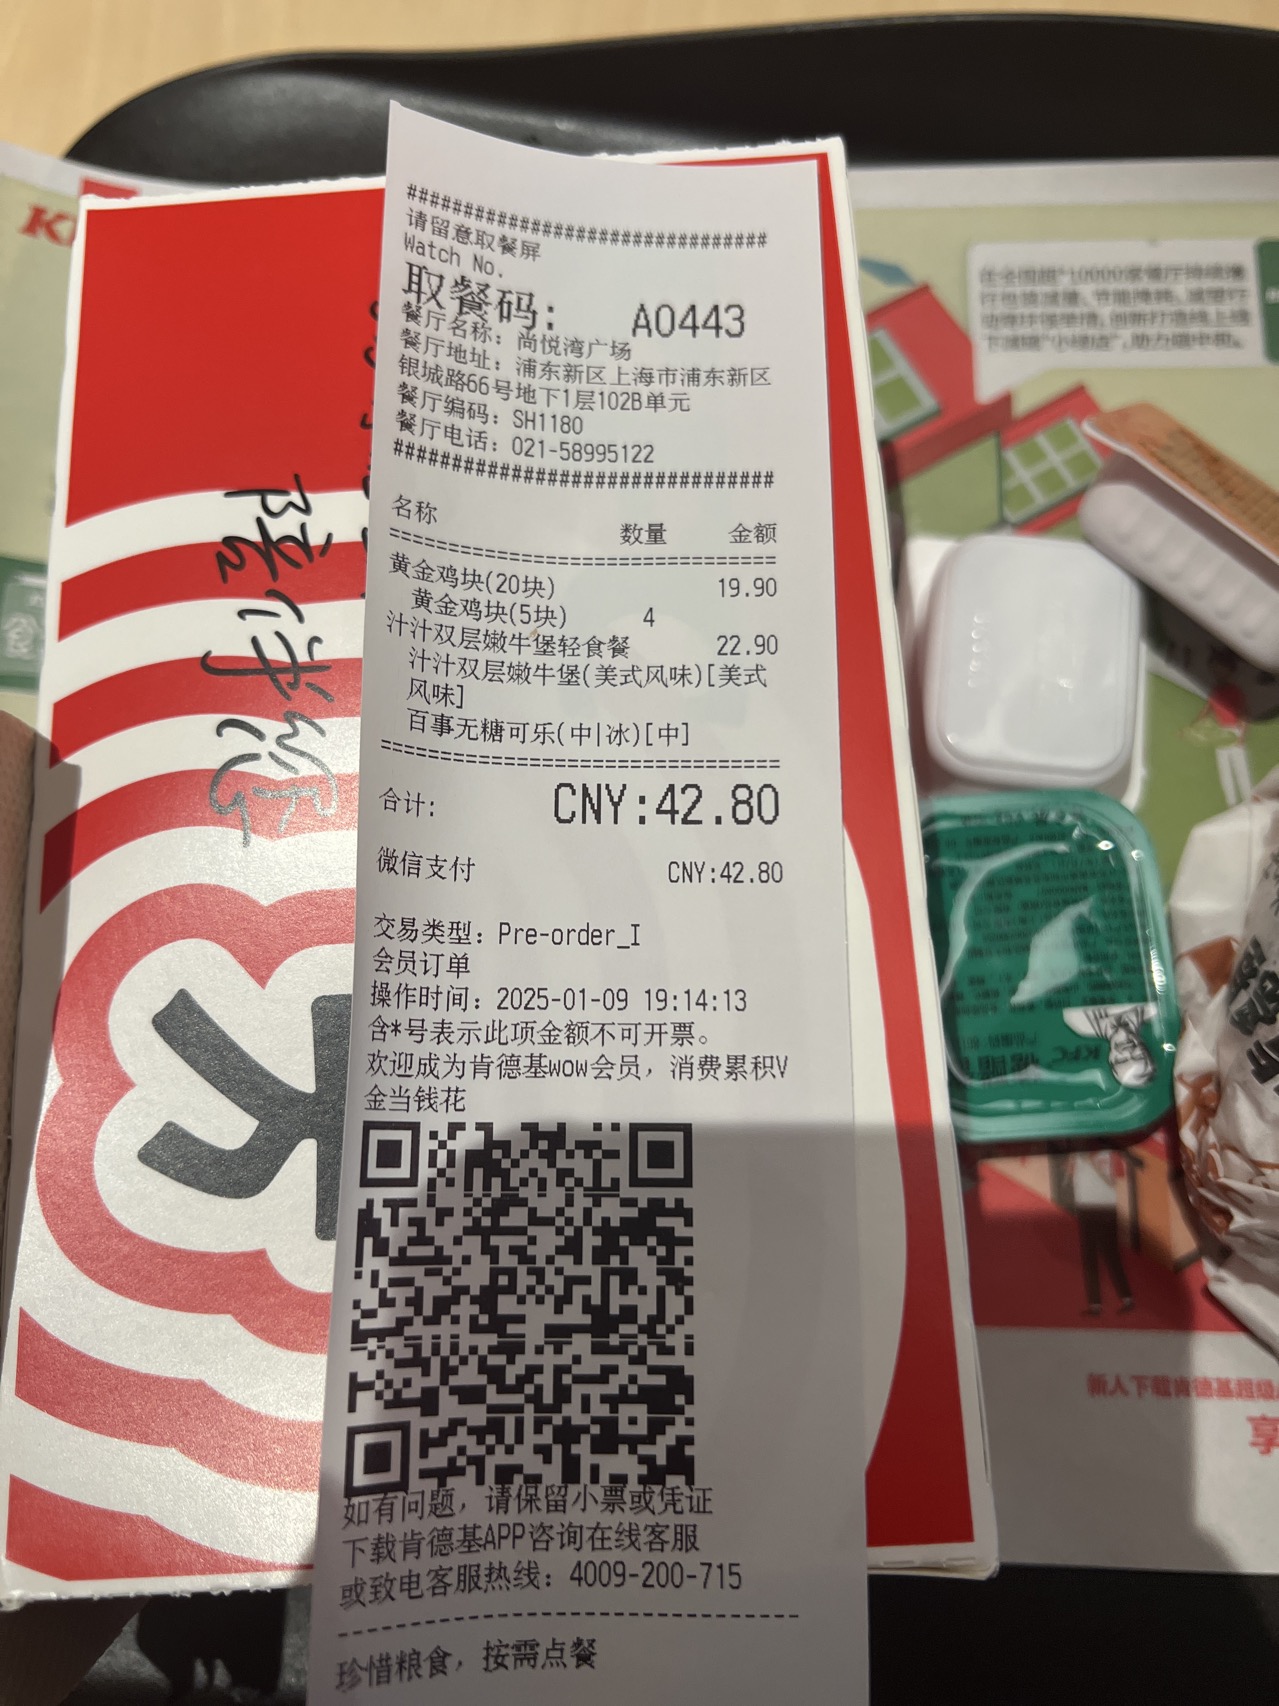 ##############################
请留意取餐屏
Watch No.
取餐码: A0443
餐厅名称: 尚悦湾广场
餐厅地址: 浦东新区上海市浦东新区
银城路66号地下1层102B单元
餐厅编码: SH1180
餐厅电话: 021-58995122
##############################
名称 数量 金额
==============================
黄金鸡块(20块) 19.90
黄金鸡块(5块) 4
汁汁双层嫩牛堡轻食餐 22.90
汁汁双层嫩牛堡(美式风味)[美式
风味]
百事无糖可乐(中|冰)[中]
==============================
合计: CNY:42.80
微信支付 CNY:42.80
交易类型: Pre-order_I
会员订单
操作时间: 2025-01-09 19:14:13
含*号表示此项金额不可开票。
欢迎成为肯德基wow会员，消费累积V
金当钱花
如有问题，请保留小票或凭证
下载肯德基APP咨询在线客服
或致电客服热线: 4009-200-715
------------------------------
珍惜粮食，按需点餐
新人下载肯德基超级
享
KFC